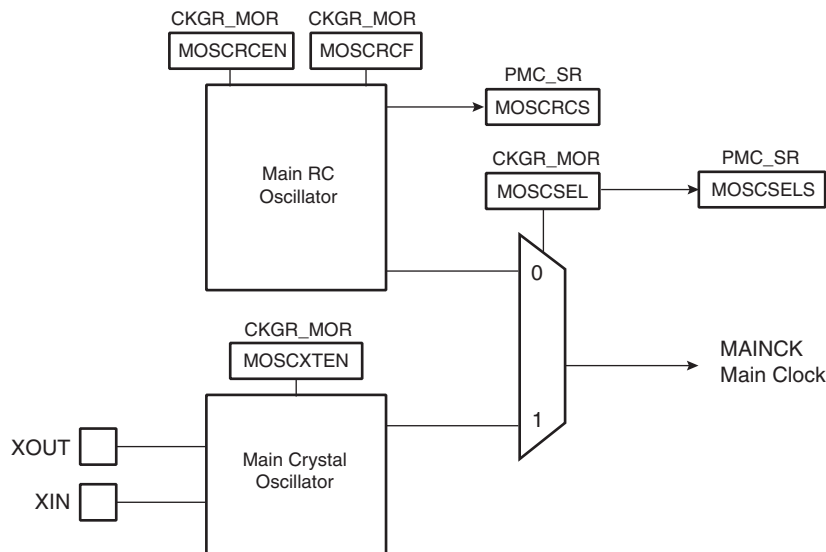 CKGR_MOR
CKGR_MOR
MOSCRCEN
MOSCRCF
PMC_SR
MOSCRCS
Main RC
Oscillator
CKGR_MOR
PMC_SR
MOSCSEL
MOSCSELS
0
CKGR_MOR
MOSCXTEN
MAINCK
Main Clock
1
XOUT
Main Crystal
Oscillator
XIN